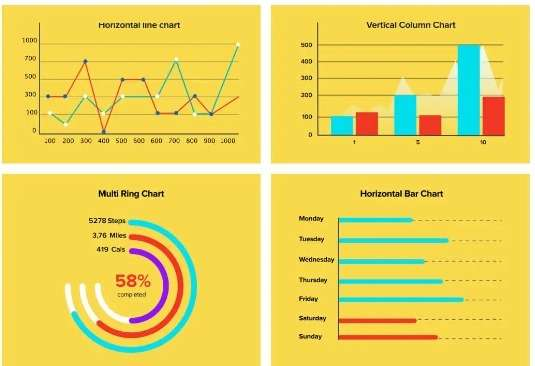 Horizontal line chart
1000
700
500
300
100
0
100 200 300 400 500 600 700 800 900 1000
Vertical Column Chart
500
400
300
200
100
0
1 5 10
Multi Ring Chart
5278 Steps
3,76 Miles
419 Cals
58%
completed
Horizontal Bar Chart
Monday
Tuesday
Wednesday
Thursday
Friday
Saturday
Sunday